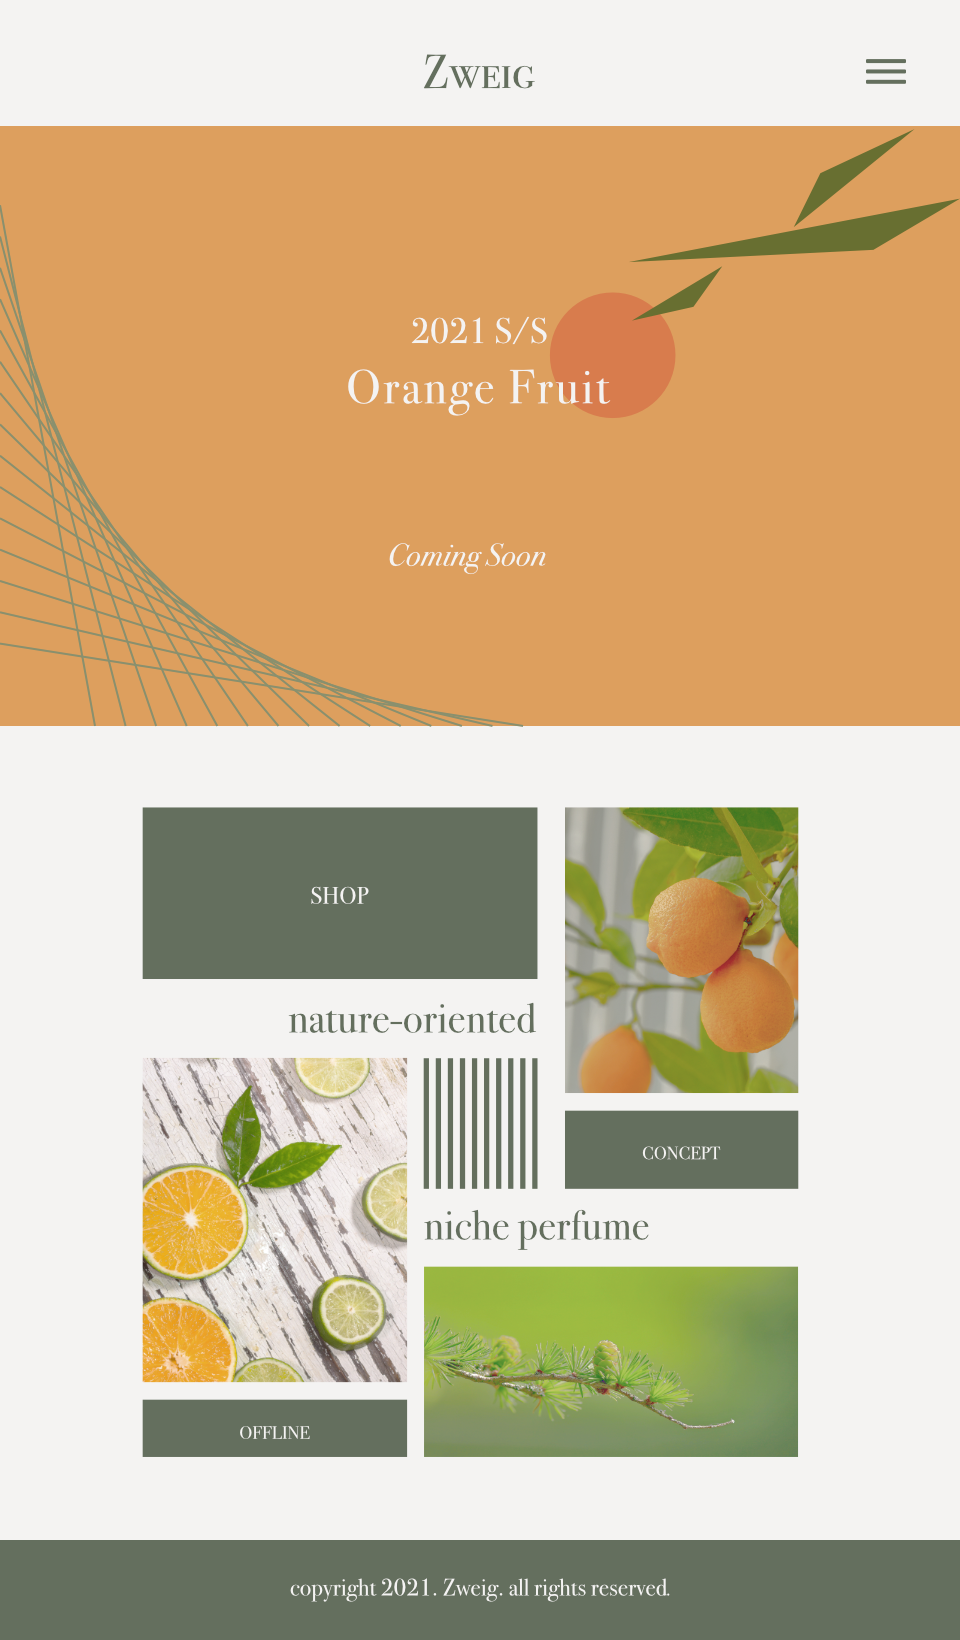 Zweig
2021 S/S
Orange Fruit
Coming Soon
SHOP
nature-oriented
CONCEPT
niche perfume
OFFLINE
copyright 2021. Zweig. all rights reserved.